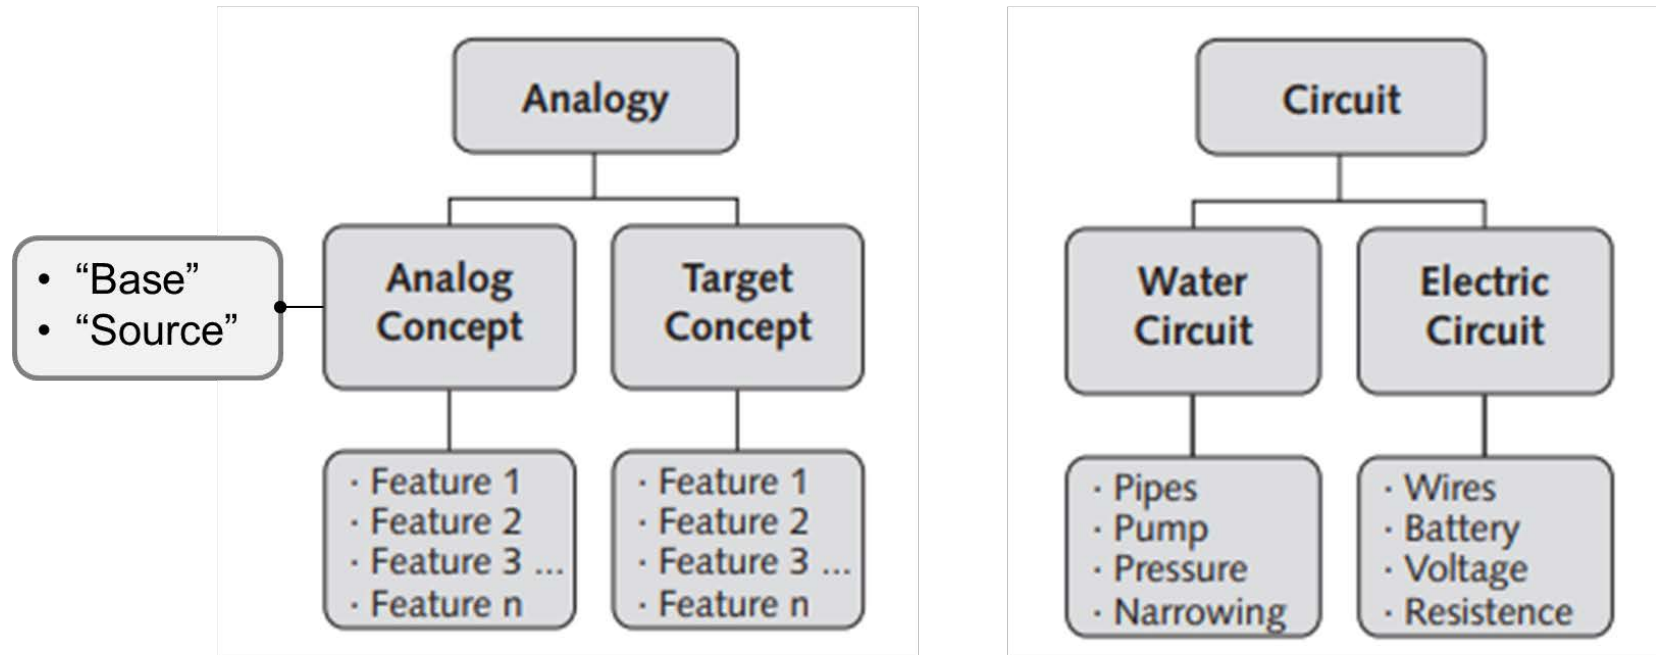 Analogy
• “Base”
• “Source”
Analog
Concept
Target
Concept
· Feature 1
· Feature 2
· Feature 3 ...
· Feature n
· Feature 1
· Feature 2
· Feature 3 ...
· Feature n
Circuit
Water
Circuit
Electric
Circuit
· Pipes
· Pump
· Pressure
· Narrowing
· Wires
· Battery
· Voltage
· Resistence